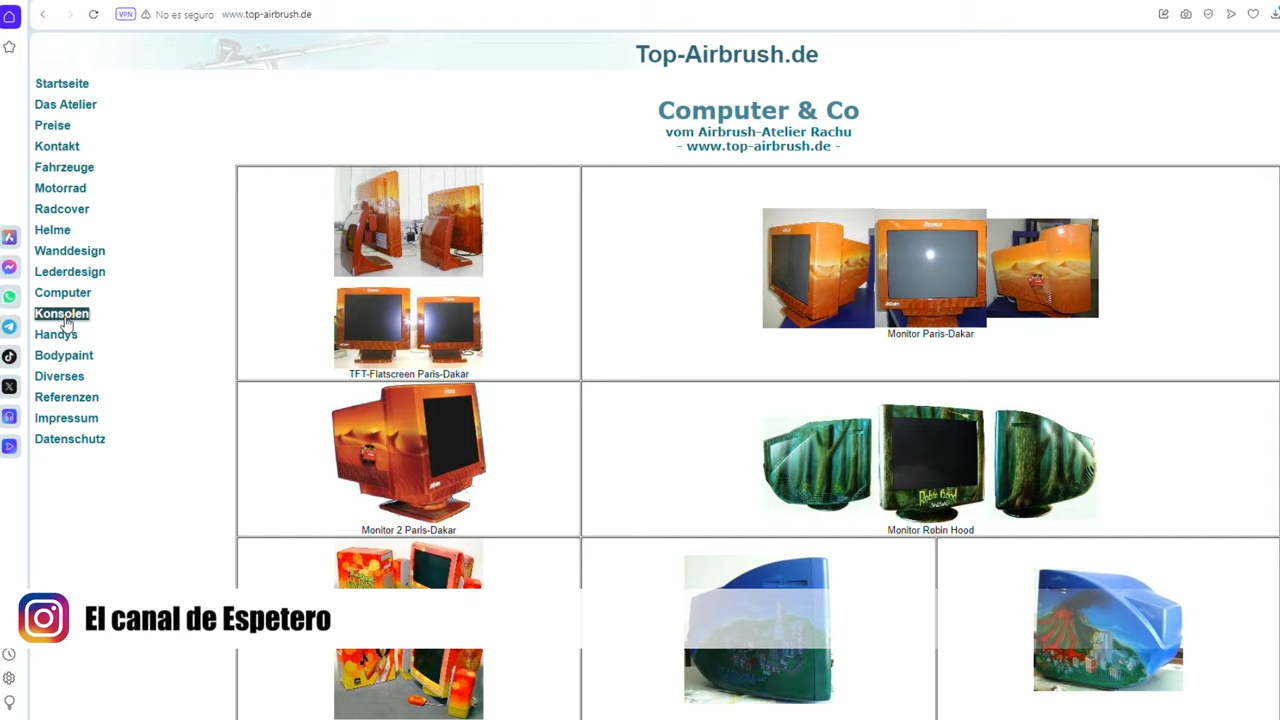 VPN
No es seguro
www.top-airbrush.de
Top-Airbrush.de
Startseite
Das Atelier
Preise
Kontakt
Fahrzeuge
Motorrad
Radcover
Helme
Wanddesign
Lederdesign
Computer
Konsolen
Handys
Bodypaint
Diverses
Referenzen
Impressum
Datenschutz
Computer & Co
vom Airbrush-Atelier Rachu
- www.top-airbrush.de -
TFT-Flatscreen Paris-Dakar
Monitor Paris-Dakar
Monitor 2 Paris-Dakar
Robin Hood
Monitor Robin Hood
El canal de Espetero